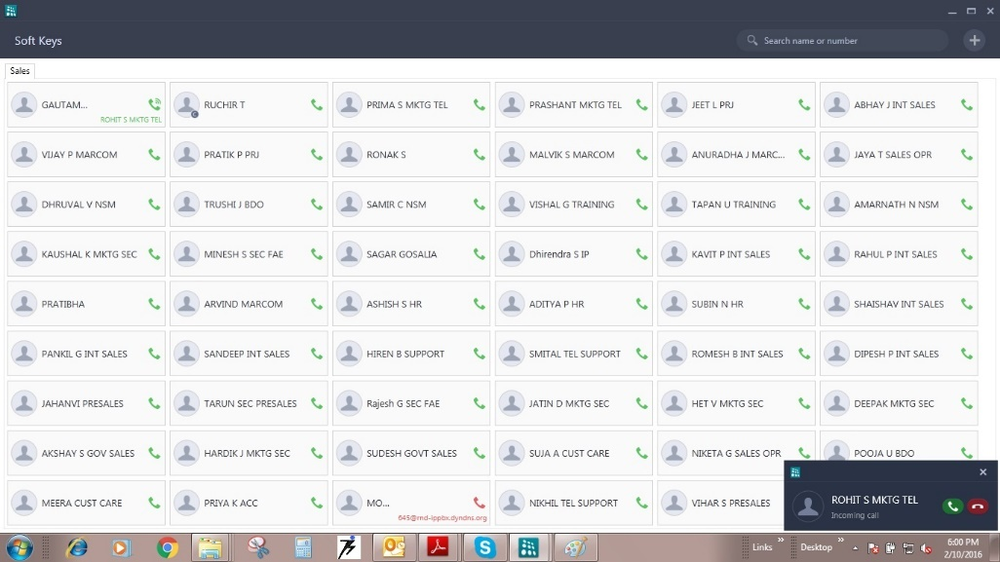 Soft Keys
Search name or number
Sales
GAUTAM... RUCHIR T PRIMA S MKTG TEL PRASHANT MKTG TEL JEET L PRJ ABHAY J INT SALES
ROHIT S MKTG TEL
VIJAY P MARCOM PRATIK P PRJ RONAK S MALVIK S MARCOM ANURADHA J MARC... JAYA T SALES OPR
DHRUVAL V NSM TRUSHI J BDO SAMIR C NSM VISHAL G TRAINING TAPAN U TRAINING AMARNATH N NSM
KAUSHAL K MKTG SEC MINESH S SEC FAE SAGAR GOSALIA Dhirendra S IP KAVIT P INT SALES RAHUL P INT SALES
PRATIBHA ARVIND MARCOM ASHISH S HR ADITYA P HR SUBIN N HR SHAISHAV INT SALES
PANKIL G INT SALES SANDEEP INT SALES HIREN B SUPPORT SMITAL TEL SUPPORT ROMESH B INT SALES DIPESH P INT SALES
JAHANVI PRESALES TARUN SEC PRESALES Rajesh G SEC FAE JATIN D MKTG SEC HET V MKTG SEC DEEPAK MKTG SEC
AKSHAY S GOV SALES HARDIK J MKTG SEC SUDESH GOVT SALES SUJA A CUST CARE NIKETA G SALES OPR POOJA U BDO
MEERA CUST CARE PRIYA K ACC MO... NIKHIL TEL SUPPORT VIHAR S PRESALES
645@rnd-ippbx.dyndns.org
ROHIT S MKTG TEL
Incoming call
Links » Desktop » 6:00 PM
2/10/2016